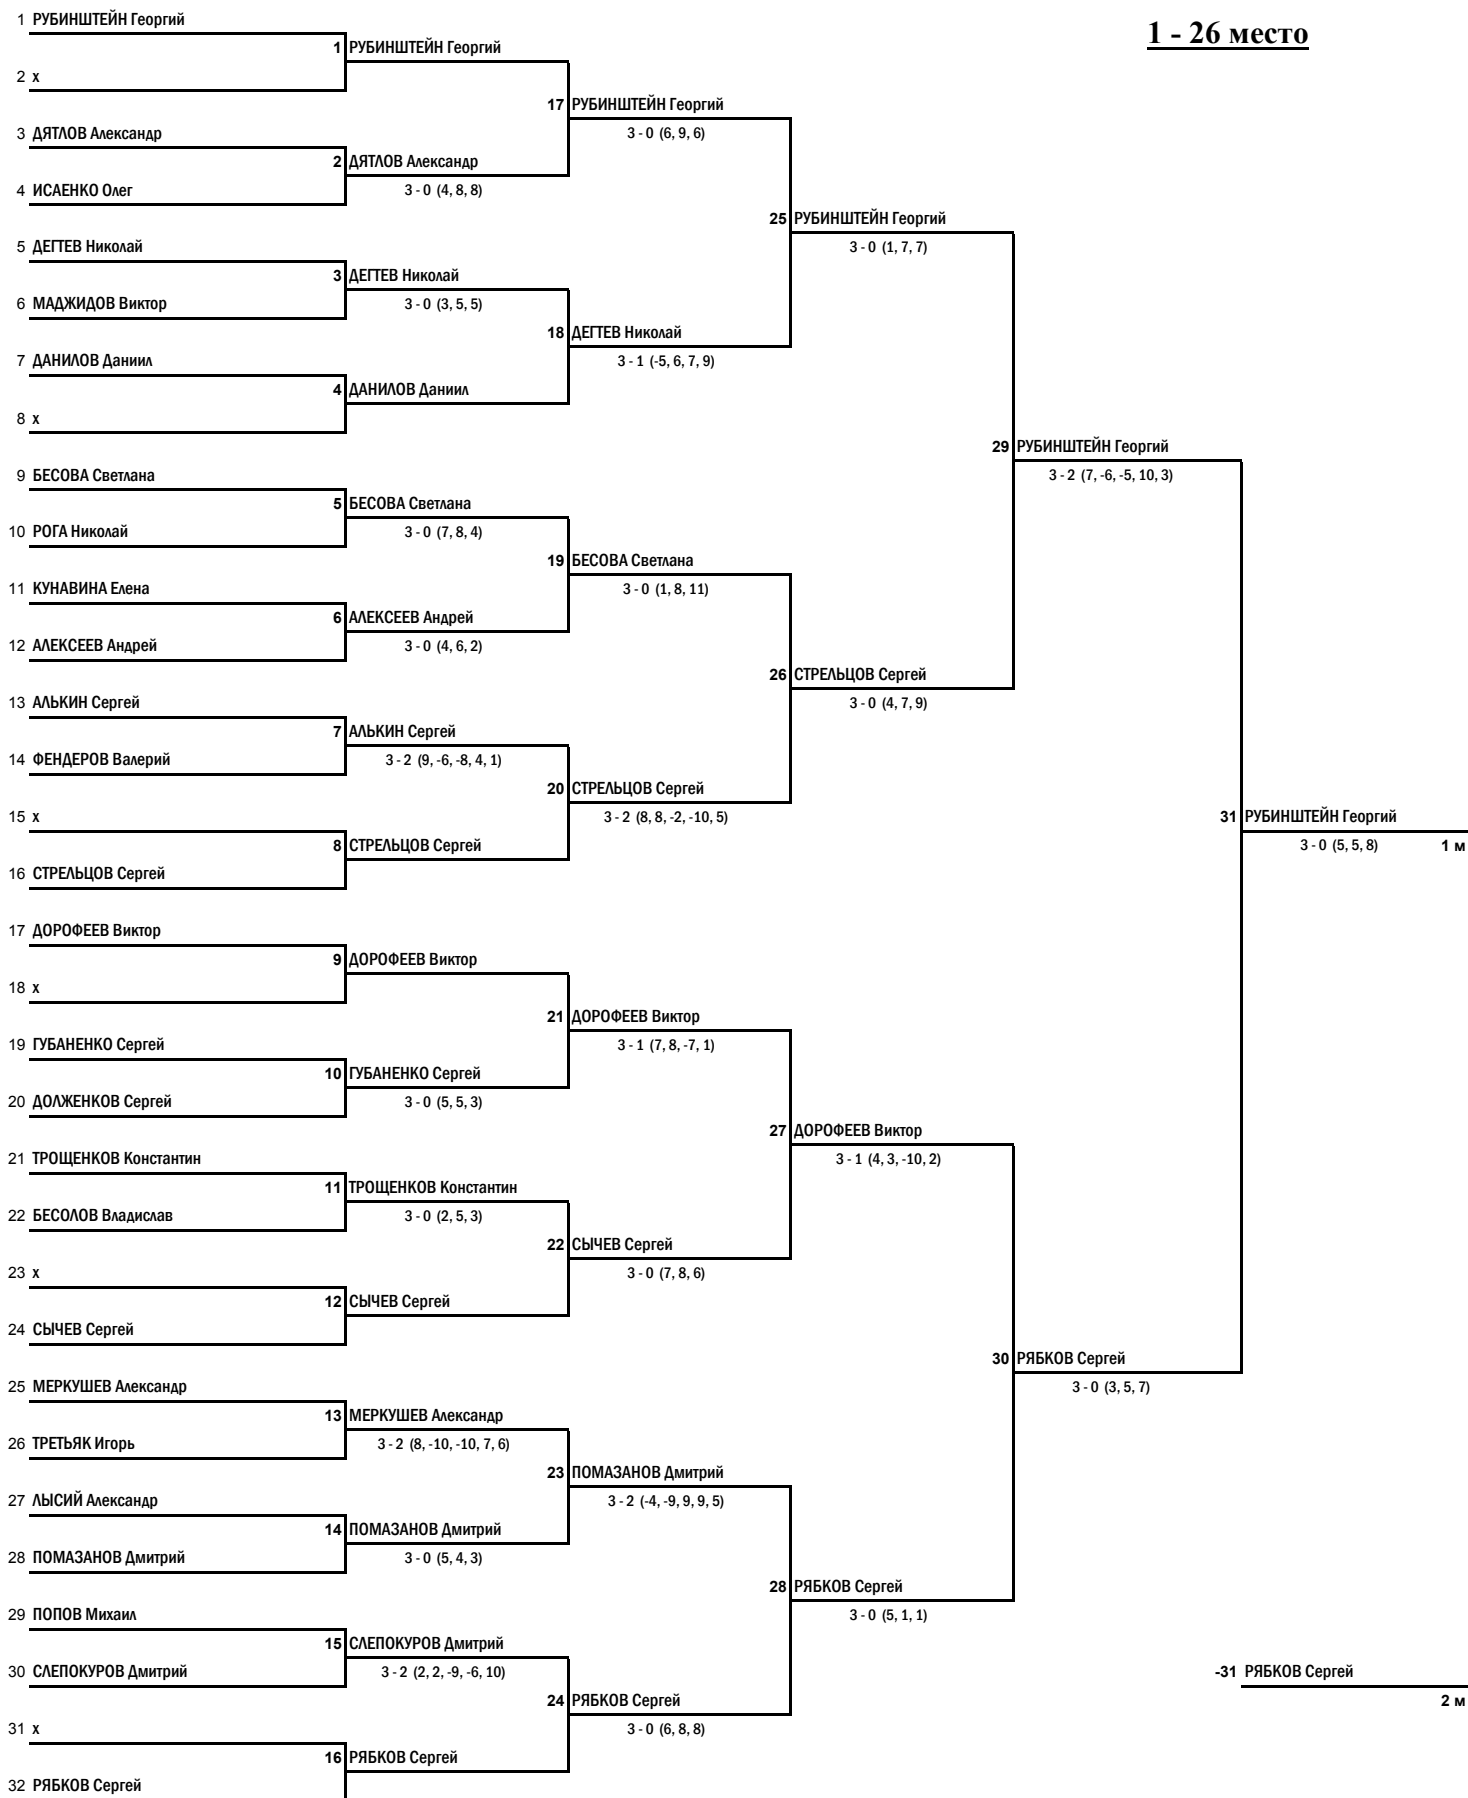 1 РУБИНШТЕЙН Георгий
1 - 26 место
1 РУБИНШТЕЙН Георгий
2 х
17 РУБИНШТЕЙН Георгий
3 - 0 (6, 9, 6)
3 ДЯТЛОВ Александр
2 ДЯТЛОВ Александр
3 - 0 (4, 8, 8)
4 ИСАЕНКО Олег
25 РУБИНШТЕЙН Георгий
3 - 0 (1, 7, 7)
5 ДЕГТЕВ Николай
3 ДЕГТЕВ Николай
3 - 0 (3, 5, 5)
6 МАДЖИДОВ Виктор
18 ДЕГТЕВ Николай
3 - 1 (-5, 6, 7, 9)
7 ДАНИЛОВ Даниил
4 ДАНИЛОВ Даниил
8 х
29 РУБИНШТЕЙН Георгий
3 - 2 (7, -6, -5, 10, 3)
9 БЕСОВА Светлана
5 БЕСОВА Светлана
3 - 0 (7, 8, 4)
10 РОГА Николай
19 БЕСОВА Светлана
3 - 0 (1, 8, 11)
11 КУНАВИНА Елена
6 АЛЕКСЕЕВ Андрей
3 - 0 (4, 6, 2)
12 АЛЕКСЕЕВ Андрей
26 СТРЕЛЬЦОВ Сергей
3 - 0 (4, 7, 9)
13 АЛЬКИН Сергей
7 АЛЬКИН Сергей
3 - 2 (9, -6, -8, 4, 1)
14 ФЕНДЕРОВ Валерий
20 СТРЕЛЬЦОВ Сергей
3 - 2 (8, 8, -2, -10, 5)
15 х
31 РУБИНШТЕЙН Георгий
3 - 0 (5, 5, 8) 1 м
8 СТРЕЛЬЦОВ Сергей
16 СТРЕЛЬЦОВ Сергей
17 ДОРОФЕЕВ Виктор
9 ДОРОФЕЕВ Виктор
18 х
21 ДОРОФЕЕВ Виктор
3 - 1 (7, 8, -7, 1)
19 ГУБАНЕНКО Сергей
10 ГУБАНЕНКО Сергей
3 - 0 (5, 5, 3)
20 ДОЛЖЕНКОВ Сергей
27 ДОРОФЕЕВ Виктор
3 - 1 (4, 3, -10, 2)
21 ТРОЩЕНКОВ Константин
11 ТРОЩЕНКОВ Константин
3 - 0 (2, 5, 3)
22 БЕСОЛОВ Владислав
22 СЫЧЕВ Сергей
3 - 0 (7, 8, 6)
23 х
12 СЫЧЕВ Сергей
24 СЫЧЕВ Сергей
30 РЯБКОВ Сергей
3 - 0 (3, 5, 7)
25 МЕРКУШЕВ Александр
13 МЕРКУШЕВ Александр
3 - 2 (8, -10, -10, 7, 6)
26 ТРЕТЬЯК Игорь
23 ПОМАЗАНОВ Дмитрий
3 - 2 (-4, -9, 9, 9, 5)
27 ЛЫСИЙ Александр
14 ПОМАЗАНОВ Дмитрий
3 - 0 (5, 4, 3)
28 ПОМАЗАНОВ Дмитрий
28 РЯБКОВ Сергей
3 - 0 (5, 1, 1)
29 ПОПОВ Михаил
15 СЛЕПОКУРОВ Дмитрий
3 - 2 (2, 2, -9, -6, 10)
30 СЛЕПОКУРОВ Дмитрий
-31 РЯБКОВ Сергей
2 м
24 РЯБКОВ Сергей
3 - 0 (6, 8, 8)
31 х
16 РЯБКОВ Сергей
32 РЯБКОВ Сергей